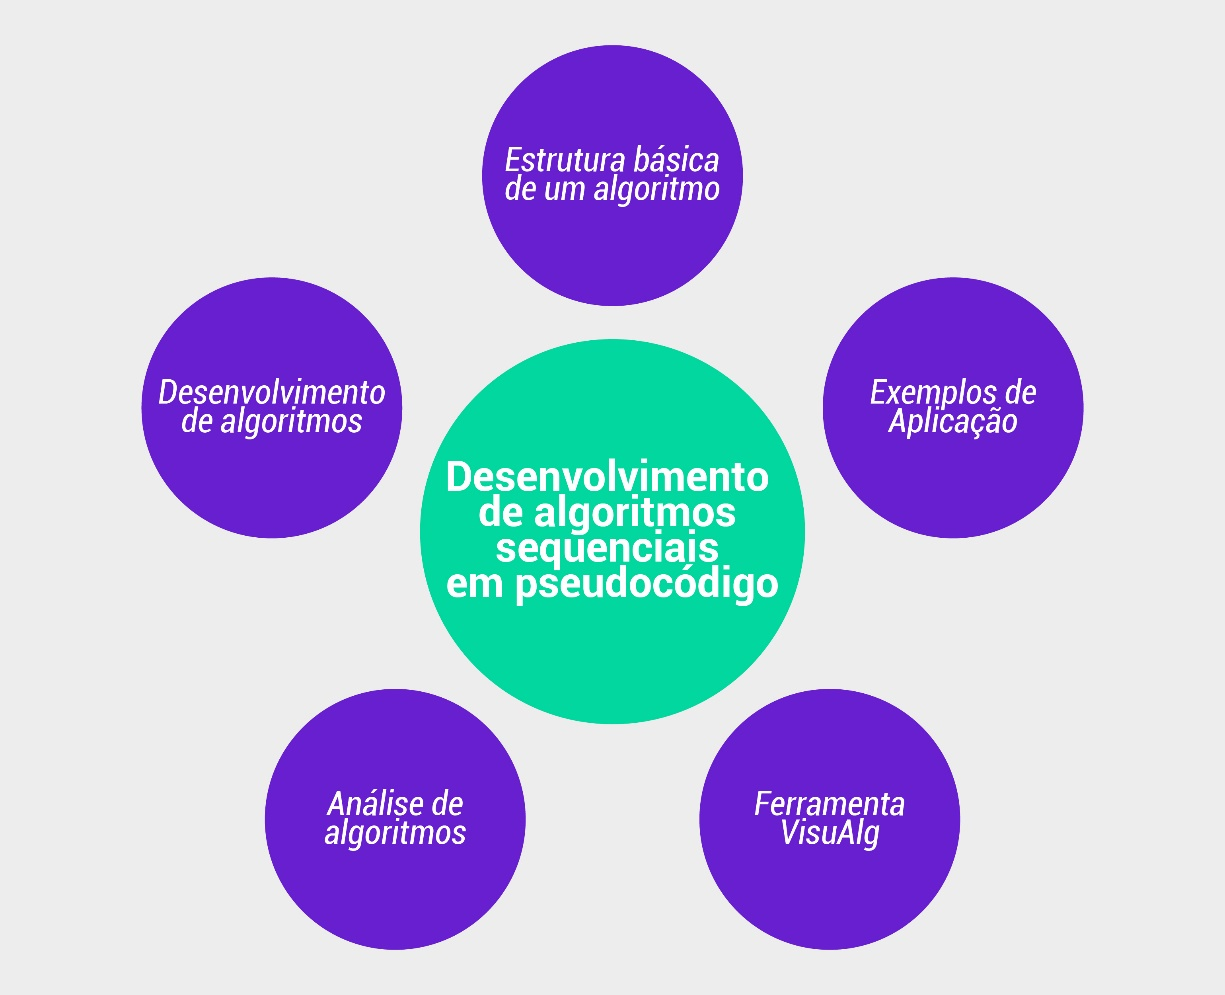 Estrutura básica
de um algoritmo
Desenvolvimento
de algoritmos
Exemplos de
Aplicação
Desenvolvimento
de algoritmos
sequenciais
em pseudocódigo
Análise de
algoritmos
Ferramenta
VisuAlg